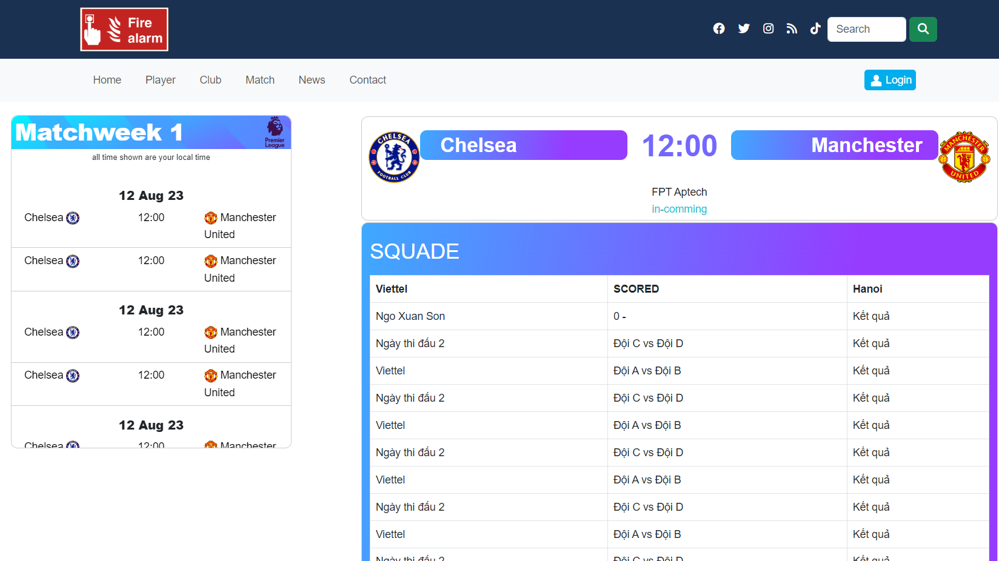 Fire
alarm
Search
Home Player Club Match News Contact
Login
Matchweek 1
Premier
League
all time shown are your local time
12 Aug 23
Chelsea 12:00 Manchester
United
Chelsea 12:00 Manchester
United
12 Aug 23
Chelsea 12:00 Manchester
United
Chelsea 12:00 Manchester
United
12 Aug 23
Chelsea 12:00 Manchester
CHELSEA
FOOTBALL CLUB
Chelsea 12:00 Manchester
MANCHESTER
UNITED
FPT Aptech
in-comming
SQUADE
Viettel SCORED Hanoi
Ngo Xuan Son 0 - Kết quả
Ngày thi đấu 2 Đội C vs Đội D Kết quả
Viettel Đội A vs Đội B Kết quả
Ngày thi đấu 2 Đội C vs Đội D Kết quả
Viettel Đội A vs Đội B Kết quả
Ngày thi đấu 2 Đội C vs Đội D Kết quả
Viettel Đội A vs Đội B Kết quả
Ngày thi đấu 2 Đội C vs Đội D Kết quả
Viettel Đội A vs Đội B Kết quả
Ngày thi đấu 2 Đội C vs Đội D Kết quả